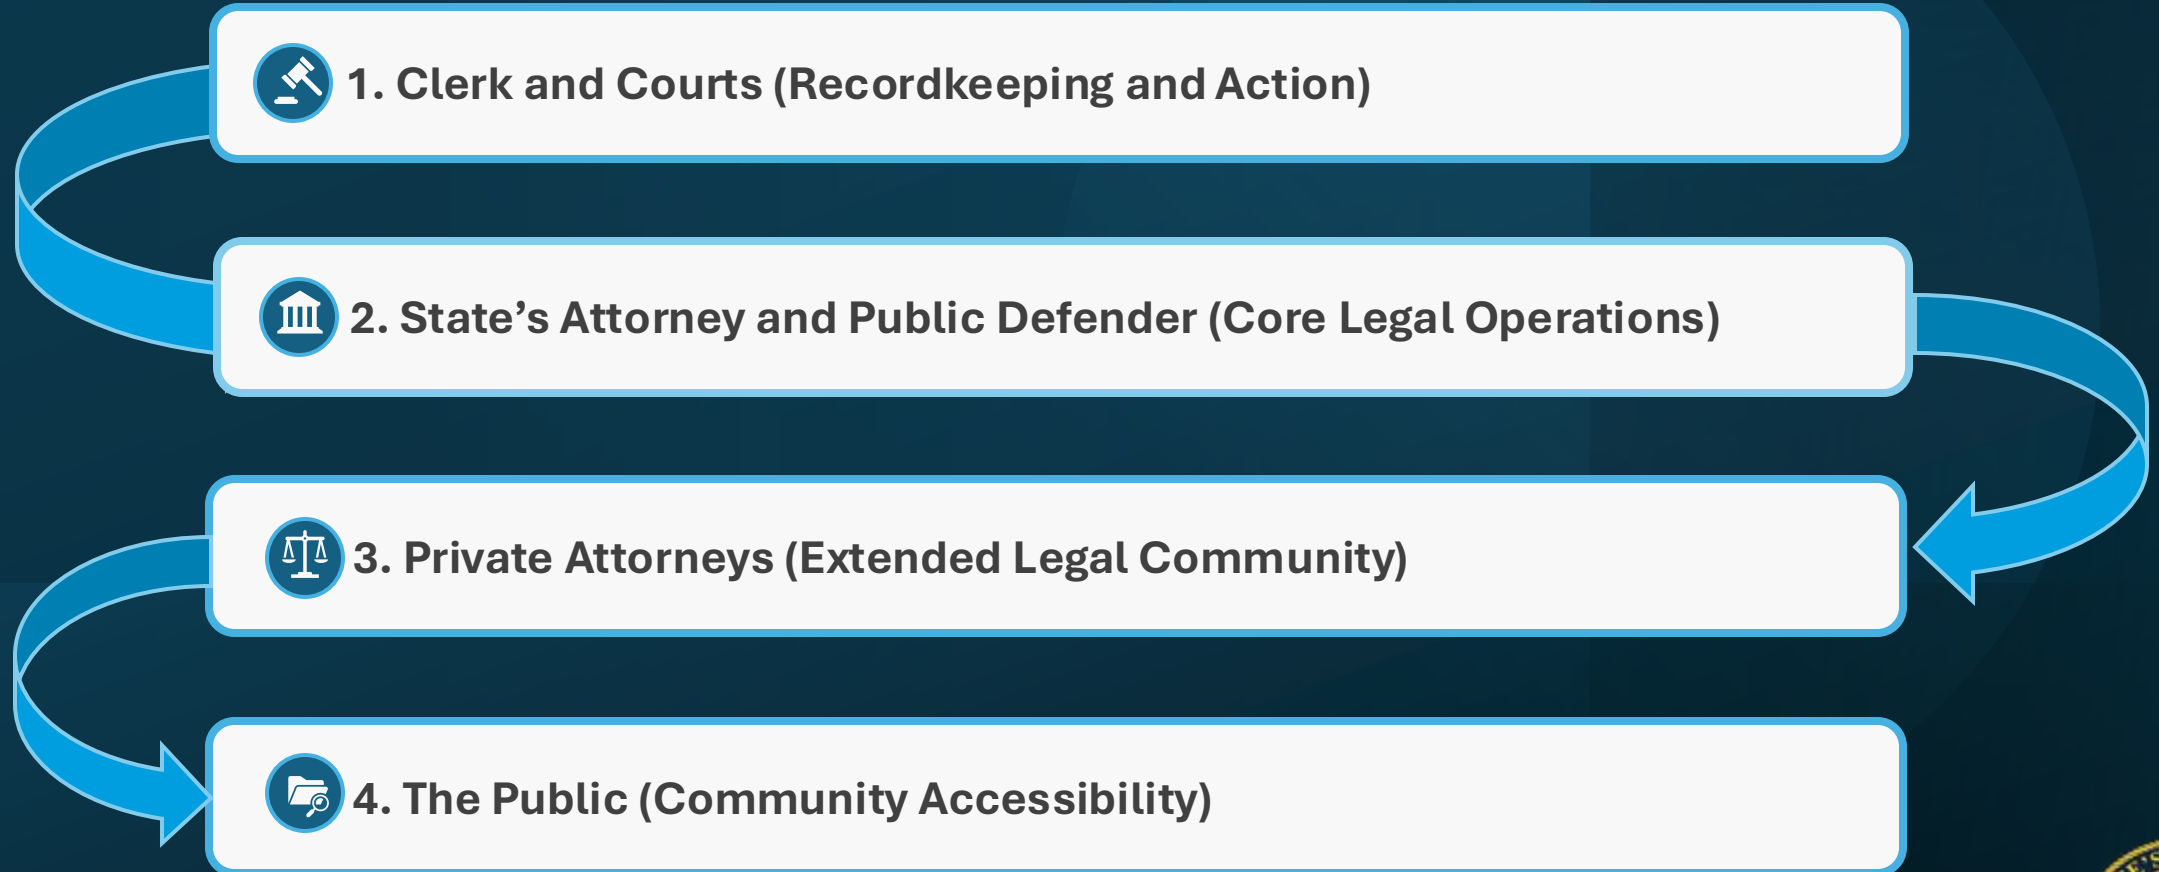 1. Clerk and Courts (Recordkeeping and Action)
2. State’s Attorney and Public Defender (Core Legal Operations)
3. Private Attorneys (Extended Legal Community)
4. The Public (Community Accessibility)